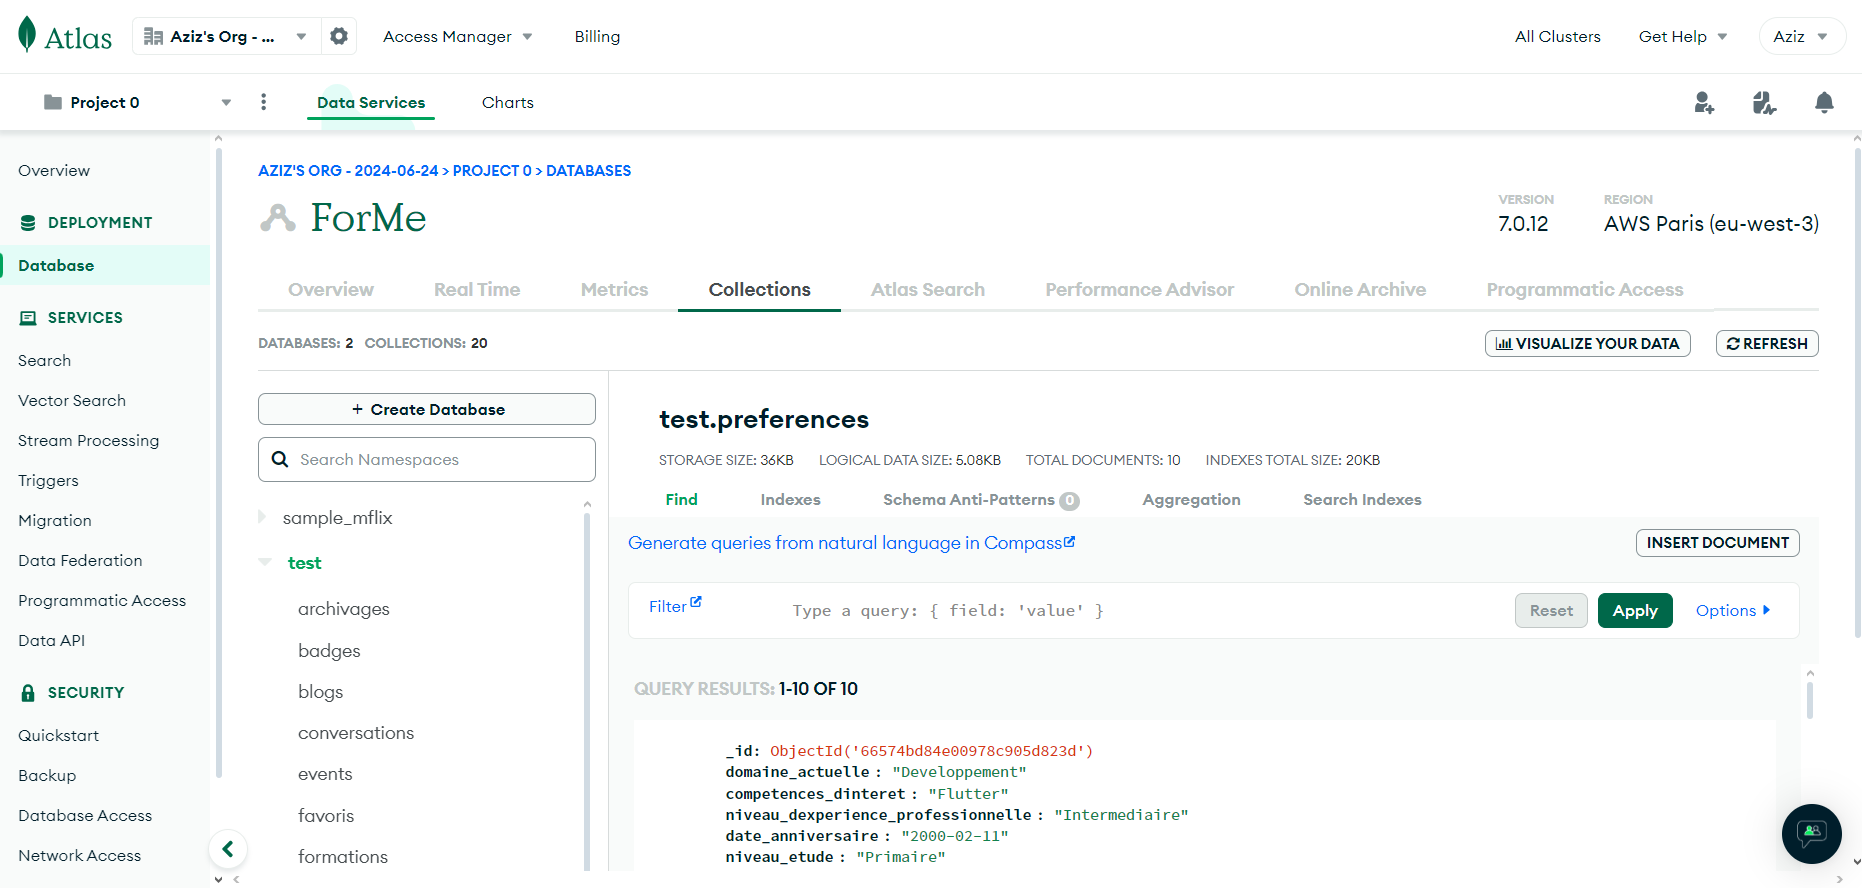 Atlas
Aziz's Org - ...
Access Manager
Billing
All Clusters
Get Help
Aziz
Project 0
Data Services
Charts
Overview
DEPLOYMENT
Database
SERVICES
Search
Vector Search
Stream Processing
Triggers
Migration
Data Federation
Programmatic Access
Data API
SECURITY
Quickstart
Backup
Database Access
Network Access
AZIZ'S ORG - 2024-06-24 > PROJECT 0 > DATABASES
ForMe
VERSION
7.0.12
REGION
AWS Paris (eu-west-3)
Overview
Real Time
Metrics
Collections
Atlas Search
Performance Advisor
Online Archive
Programmatic Access
DATABASES: 2 COLLECTIONS: 20
VISUALIZE YOUR DATA
REFRESH
+ Create Database
Search Namespaces
sample_mflix
test
archivages
badges
blogs
conversations
events
favoris
formations
test.preferences
STORAGE SIZE: 36KB LOGICAL DATA SIZE: 5.08KB TOTAL DOCUMENTS: 10 INDEXES TOTAL SIZE: 20KB
Find
Indexes
Schema Anti-Patterns 0
Aggregation
Search Indexes
Generate queries from natural language in Compass
INSERT DOCUMENT
Filter
Type a query: { field: 'value' }
Reset
Apply
Options
QUERY RESULTS: 1-10 OF 10
_id: ObjectId('66574bd84e00978c905d823d')
domaine_actuelle : "Developpement"
competences_dinteret : "Flutter"
niveau_dexperience_professionnelle : "Intermediaire"
date_anniversaire : "2000-02-11"
niveau_etude : "Primaire"